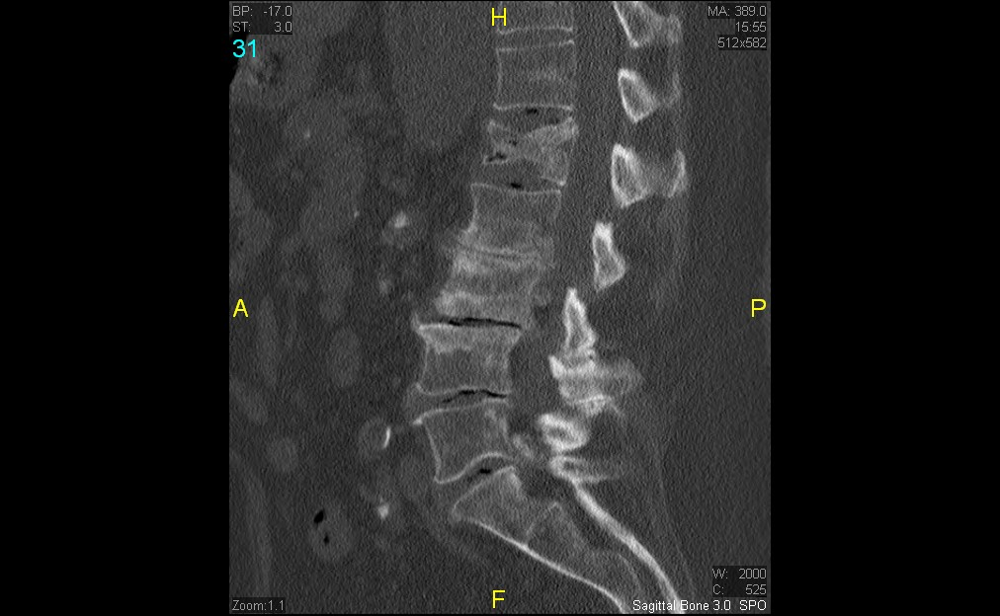 BP: -17.0
ST: 3.0
31
H
MA: 389.0
15:55
512x582
A
P
F
Zoom:1.1
W: 2000
C: 525
Sagittal Bone 3.0 SPO